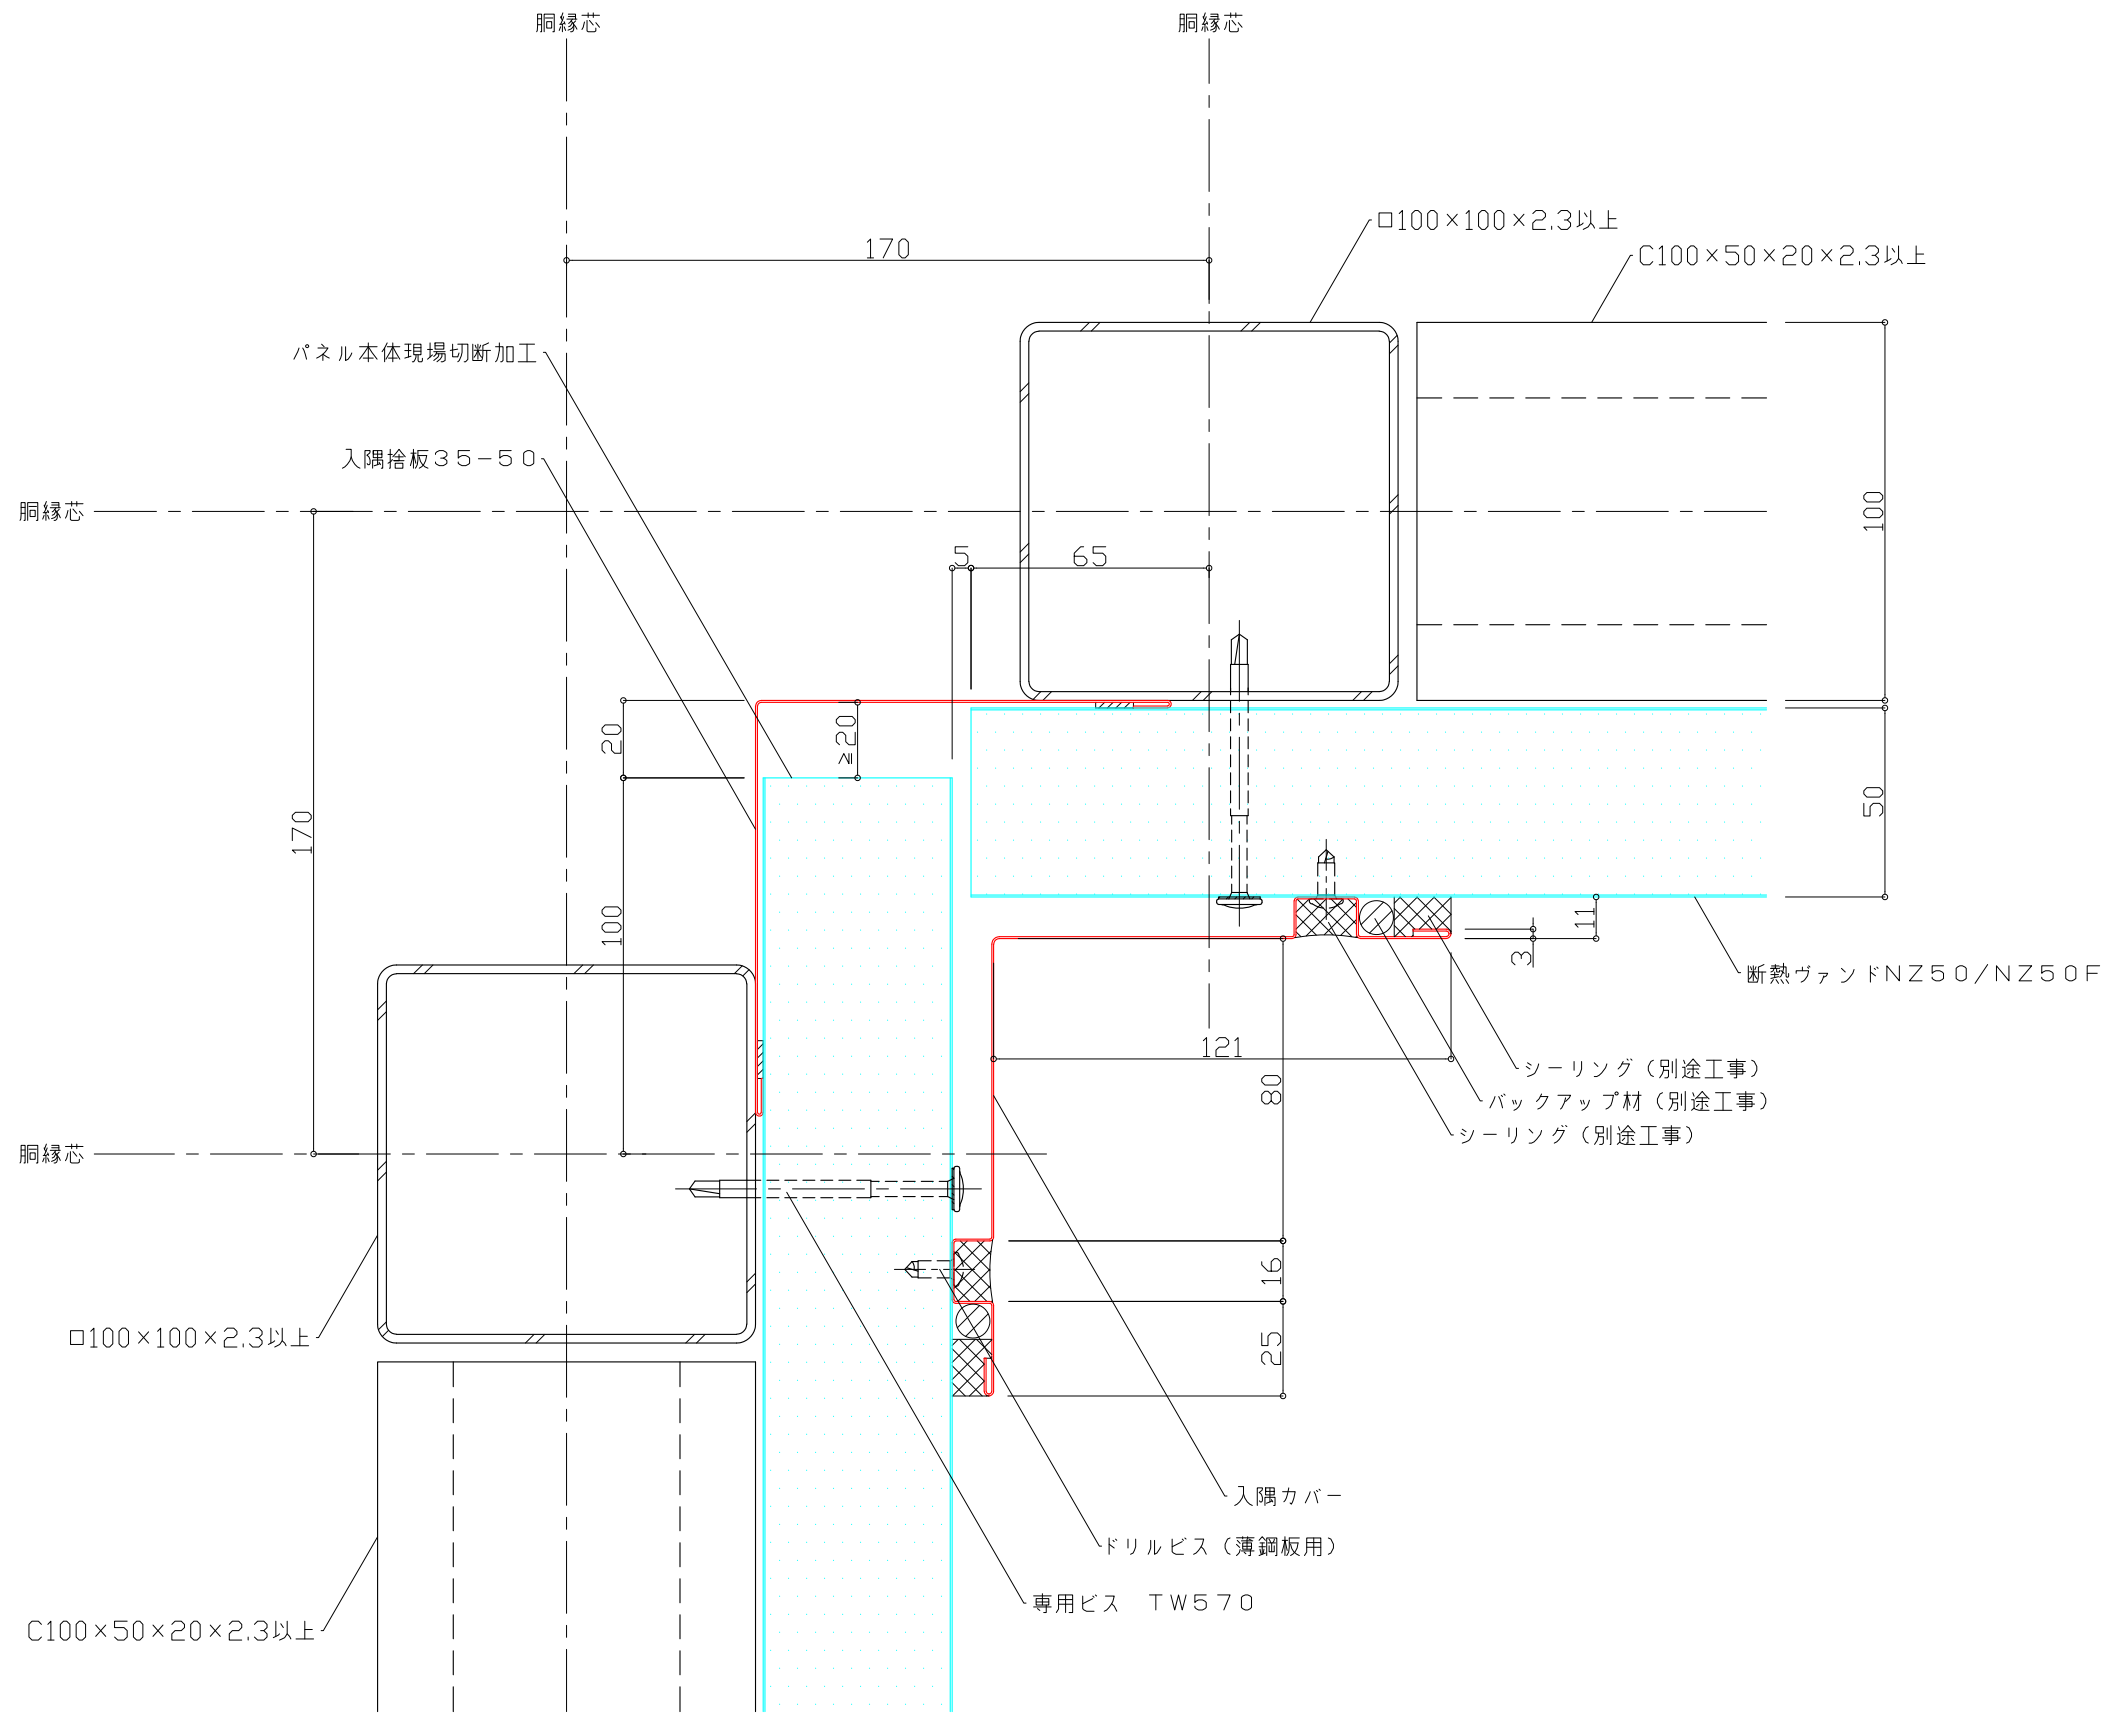 胴縁芯
胴縁芯
□100×100×2.3以上
170
C100×50×20×2.3以上
パネル本体現場切断加工
入隅捨板３５－５０
胴縁芯
100
5
65
20
≧20
50
170
100
11
3
断熱ヴァンドＮＺ５０／ＮＺ５０Ｆ
121
シーリング（別途工事）
80
バックアップ材（別途工事）
シーリング（別途工事）
胴縁芯
16
□100×100×2.3以上
25
入隅カバー
ドリルビス（薄鋼板用）
専用ビス　ＴＷ５７０
C100×50×20×2.3以上